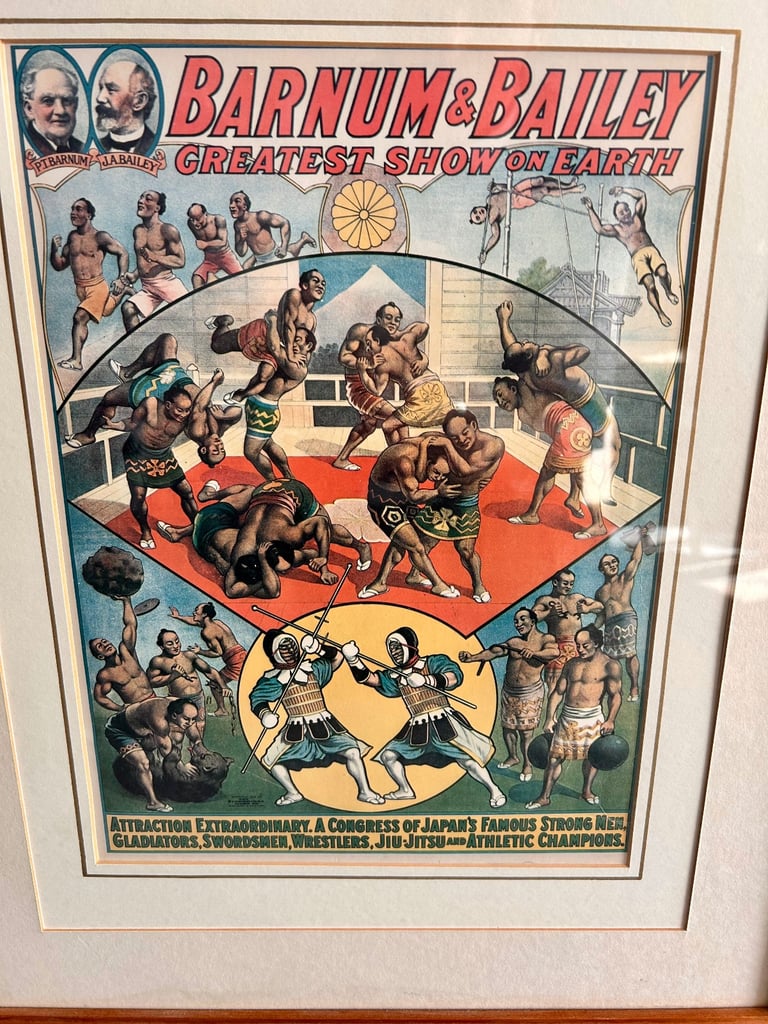 BARNUM & BAILEY
GREATEST SHOW ON EARTH
P.T. BARNUM
J.A. BAILEY
ATTRACTION EXTRAORDINARY. A CONGRESS OF JAPAN'S FAMOUS STRONG MEN,
GLADIATORS, SWORDSMEN, WRESTLERS, JIU-JITSU AND ATHLETIC CHAMPIONS.